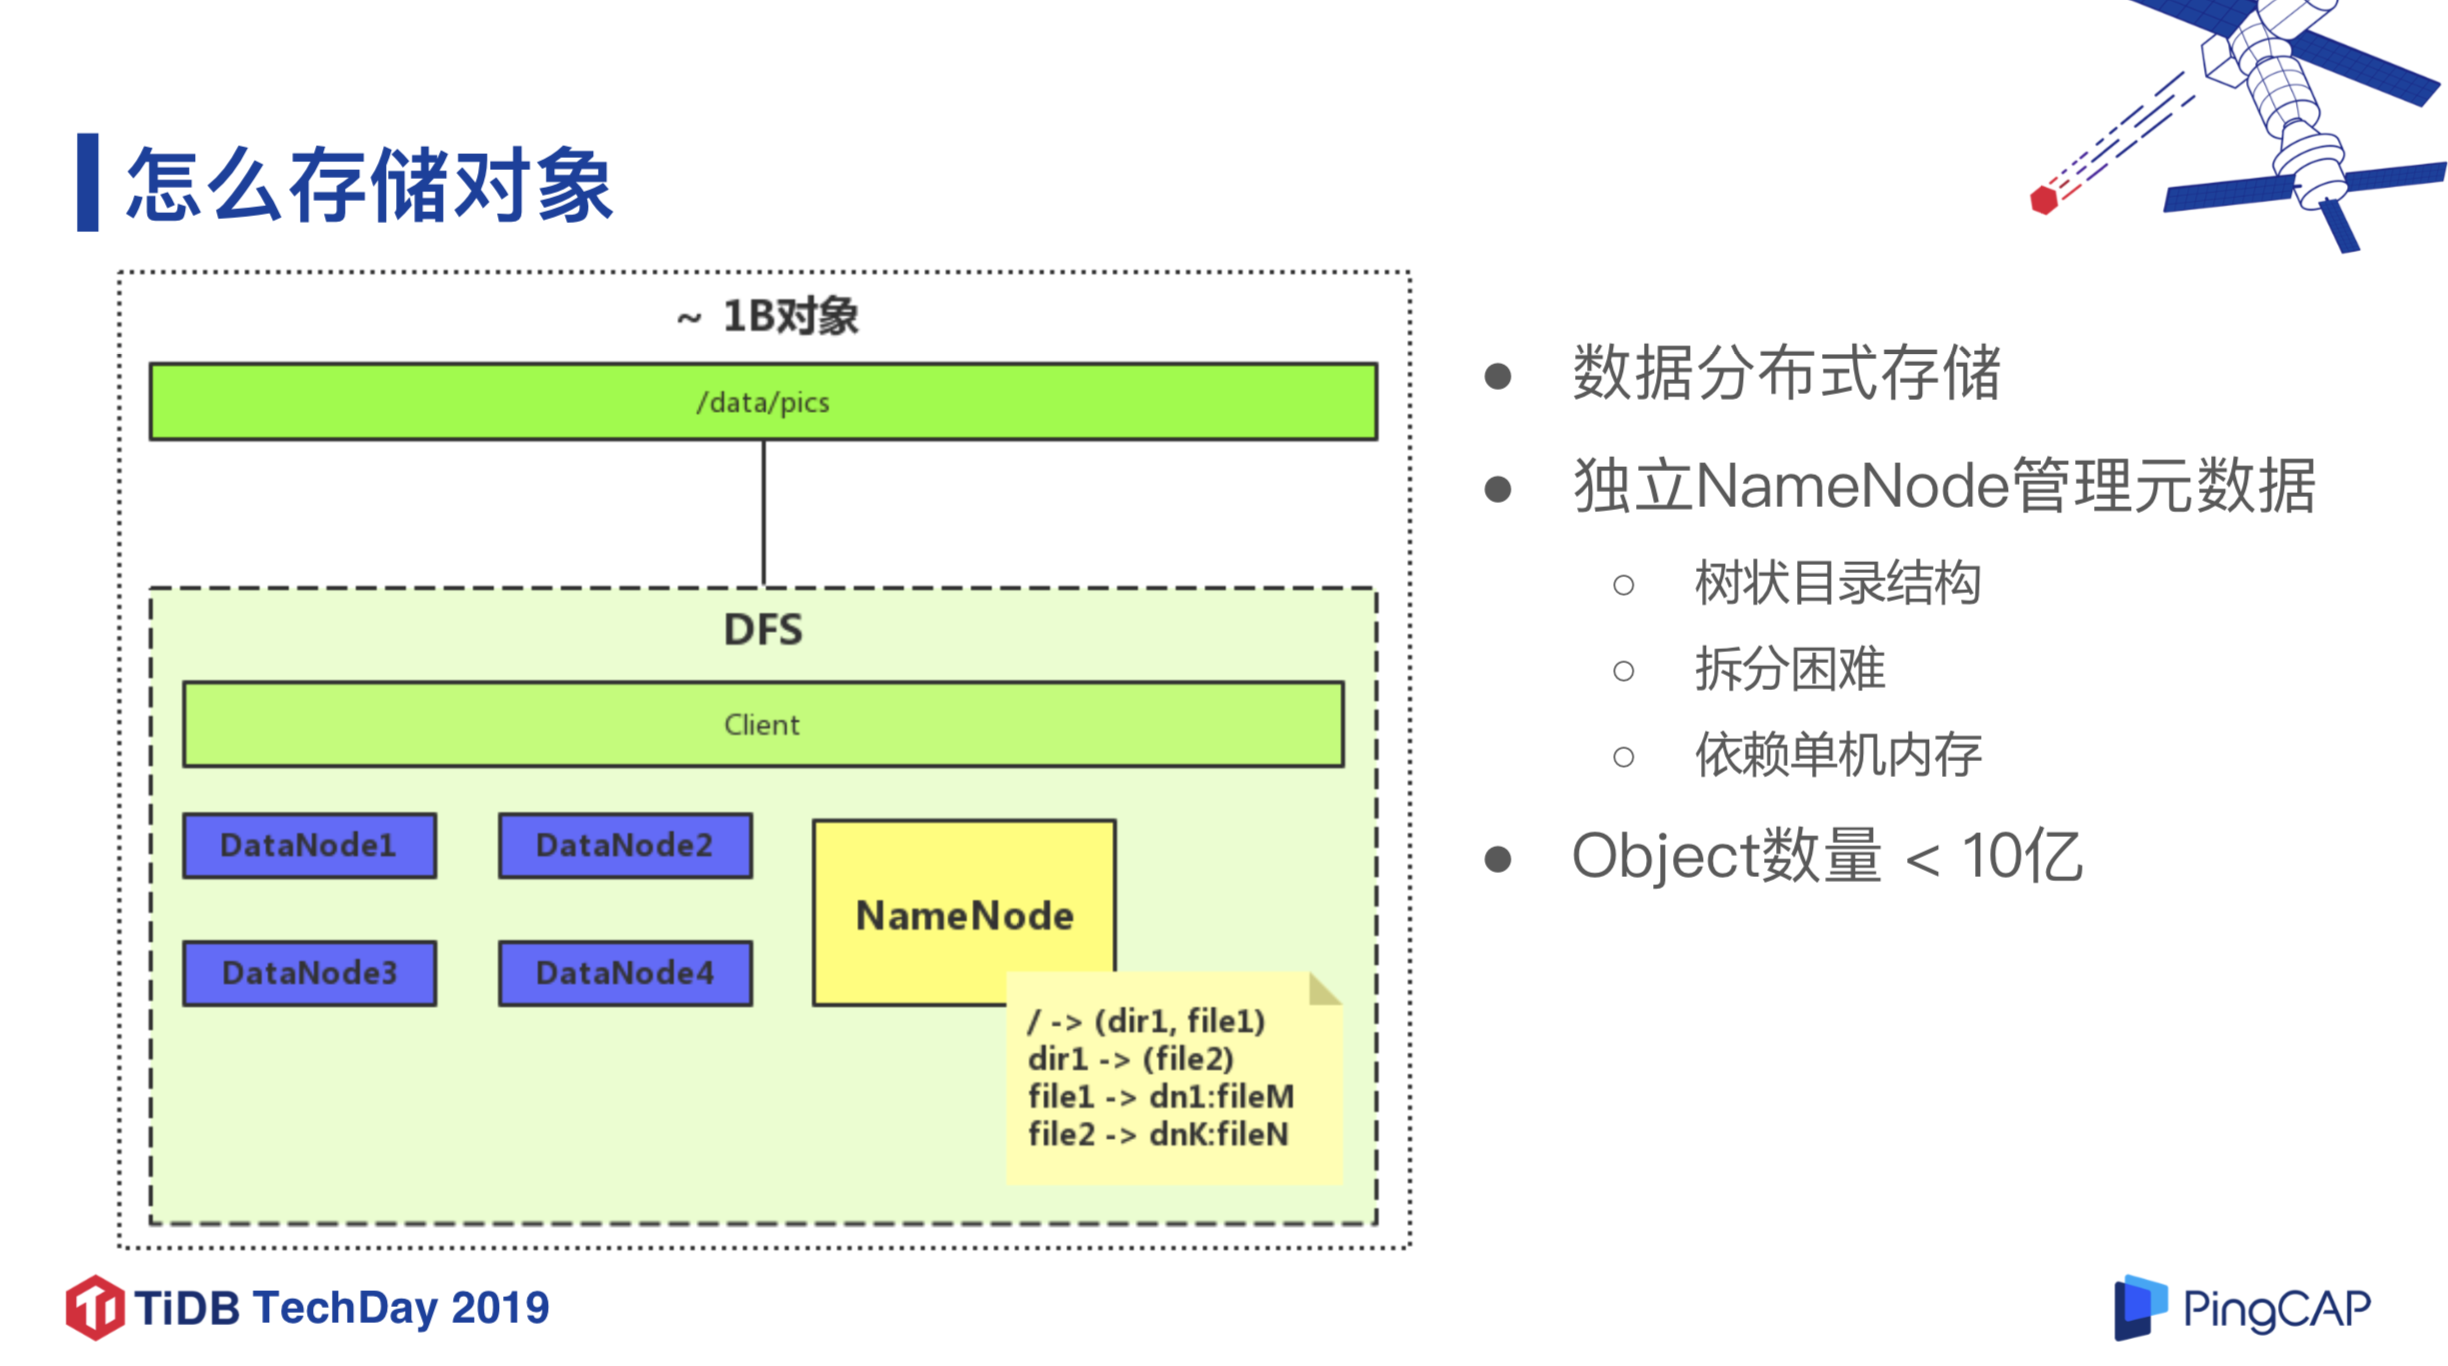 怎么存储对象
~ 1B对象
/data/pics
DFS
Client
DataNode1
DataNode2
DataNode3
DataNode4
NameNode
/ -> (dir1, file1)
dir1 -> (file2)
file1 -> dn1:fileM
file2 -> dnK:fileN
● 数据分布式存储
● 独立NameNode管理元数据
○ 树状目录结构
○ 拆分困难
○ 依赖单机内存
● Object数量 < 10亿
TiDB TechDay 2019
PingCAP